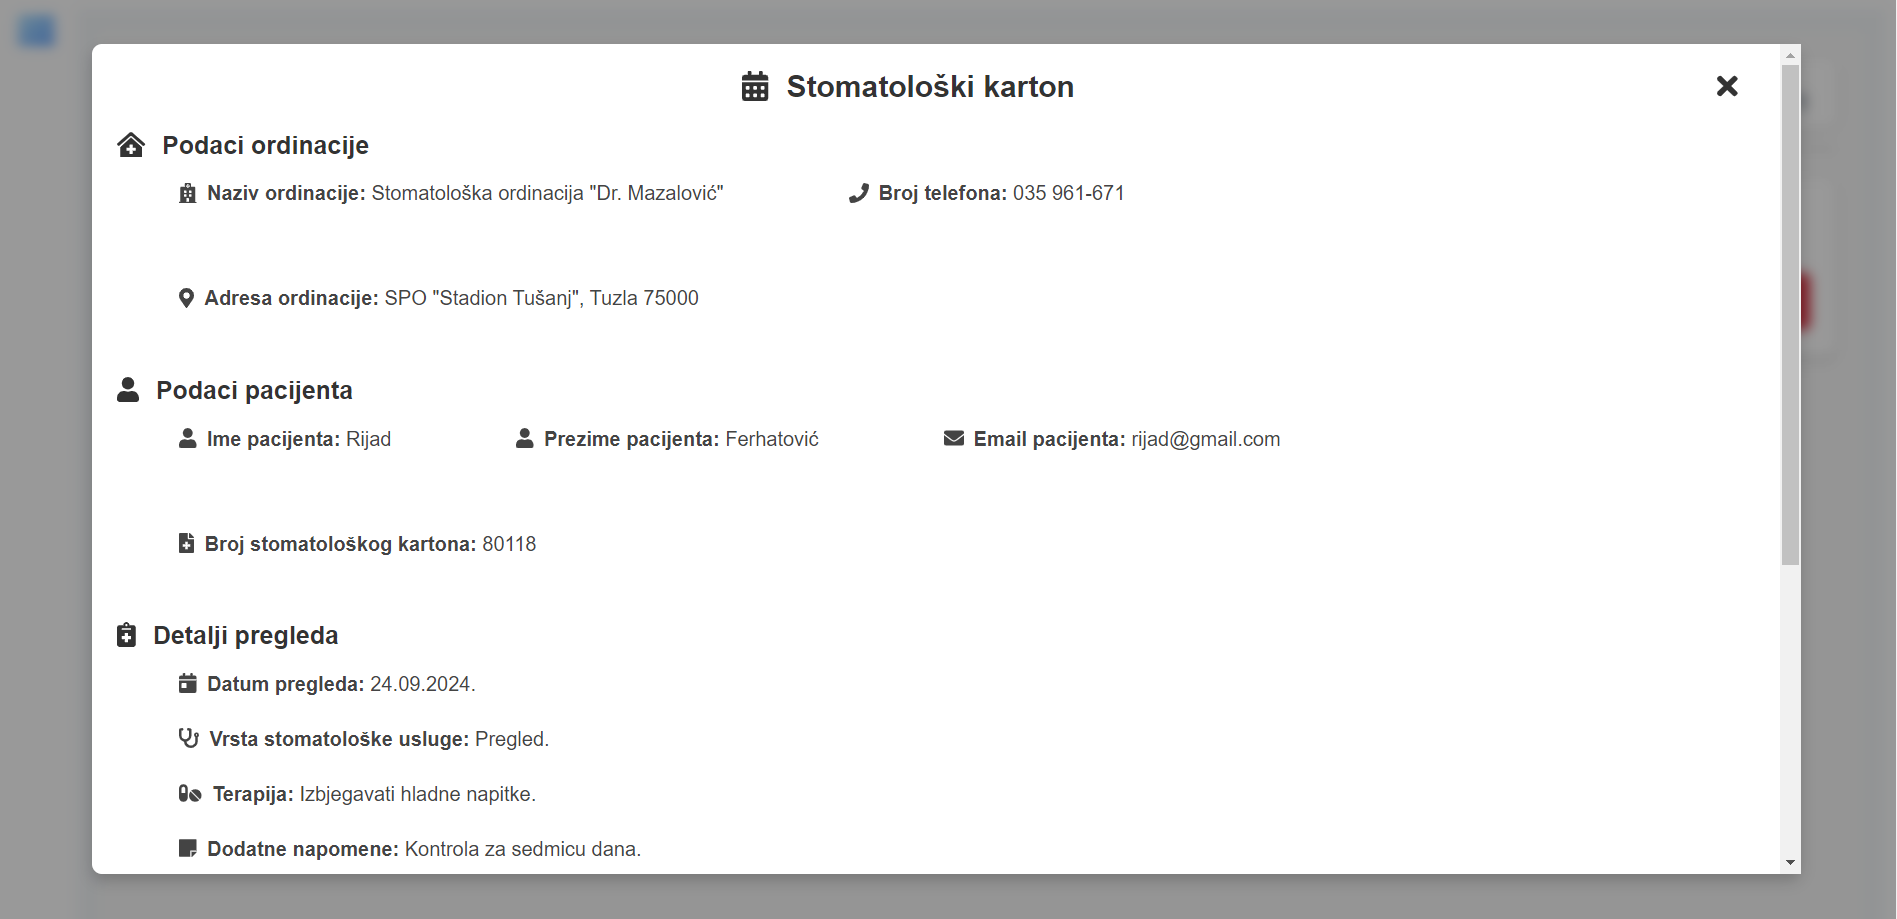 Stomatološki karton
Podaci ordinacije
Naziv ordinacije: Stomatološka ordinacija "Dr. Mazalović"
Broj telefona: 035 961-671
Adresa ordinacije: SPO "Stadion Tušanj", Tuzla 75000
Podaci pacijenta
Ime pacijenta: Rijad
Prezime pacijenta: Ferhatović
Email pacijenta: rijad@gmail.com
Broj stomatološkog kartona: 80118
Detalji pregleda
Datum pregleda: 24.09.2024.
Vrsta stomatološke usluge: Pregled.
Terapija: Izbjegavati hladne napitke.
Dodatne napomene: Kontrola za sedmicu dana.